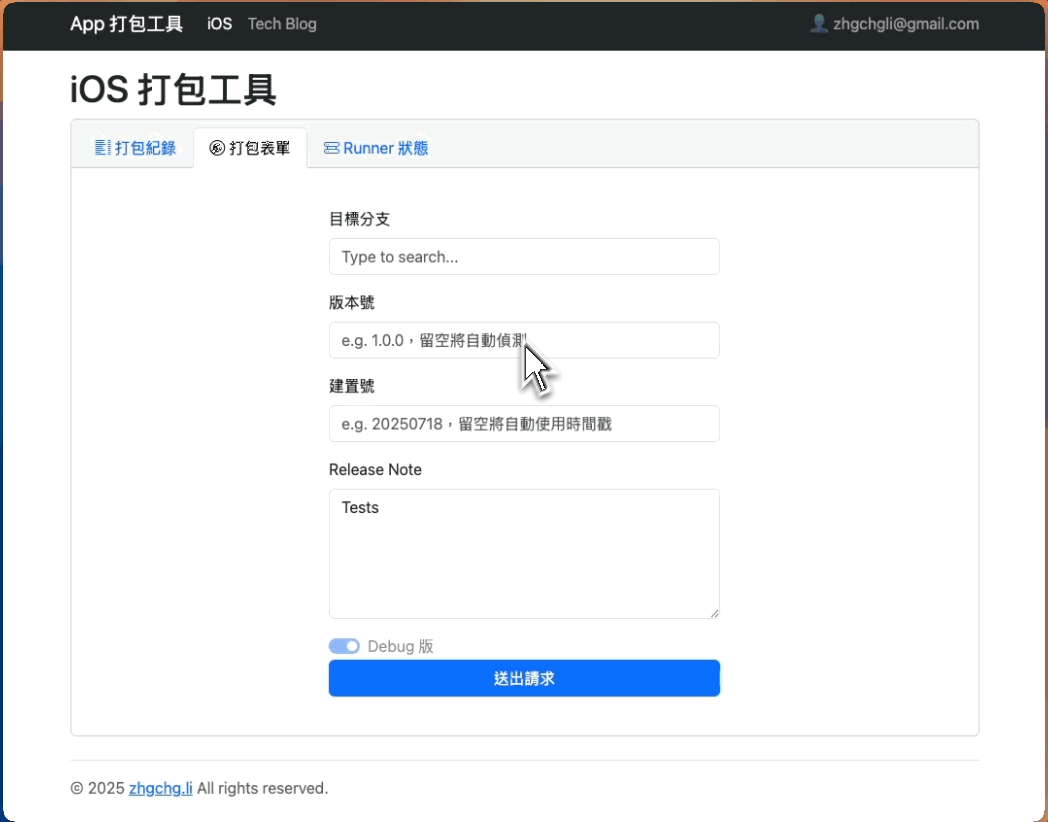 App 打包工具 iOS Tech Blog zhgchgli@gmail.com
iOS 打包工具
打包紀錄 打包表單 Runner 狀態
目標分支
Type to search...
版本號
e.g. 1.0.0，留空將自動偵測
建置號
e.g. 20250718，留空將自動使用時間戳
Release Note
Tests
Debug 版
送出請求
© 2025 zhgchg.li All rights reserved.